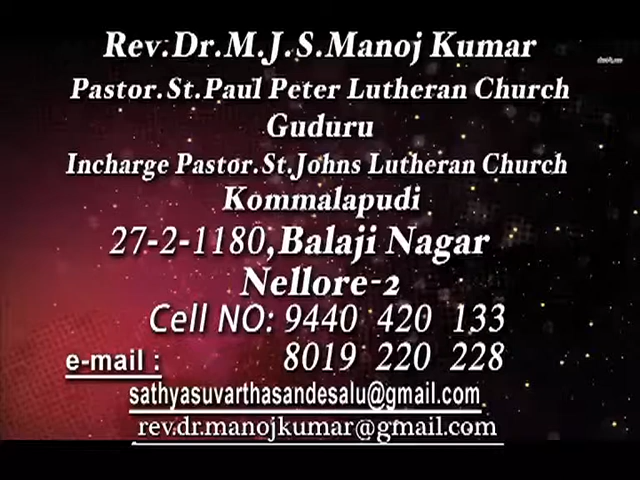 Rev.Dr.M.J.S.Manoj Kumar
Pastor.St.Paul Peter Lutheran Church
Guduru
Incharge Pastor.St.Johns Lutheran Church
Kommalapudi
27-2-1180,Balaji Nagar
Nellore-2
Cell NO: 9440 420 133
e-mail : 8019 220 228
sathyasuvarthasandesalu@gmail.com
rev.dr.manojkumar@gmail.com